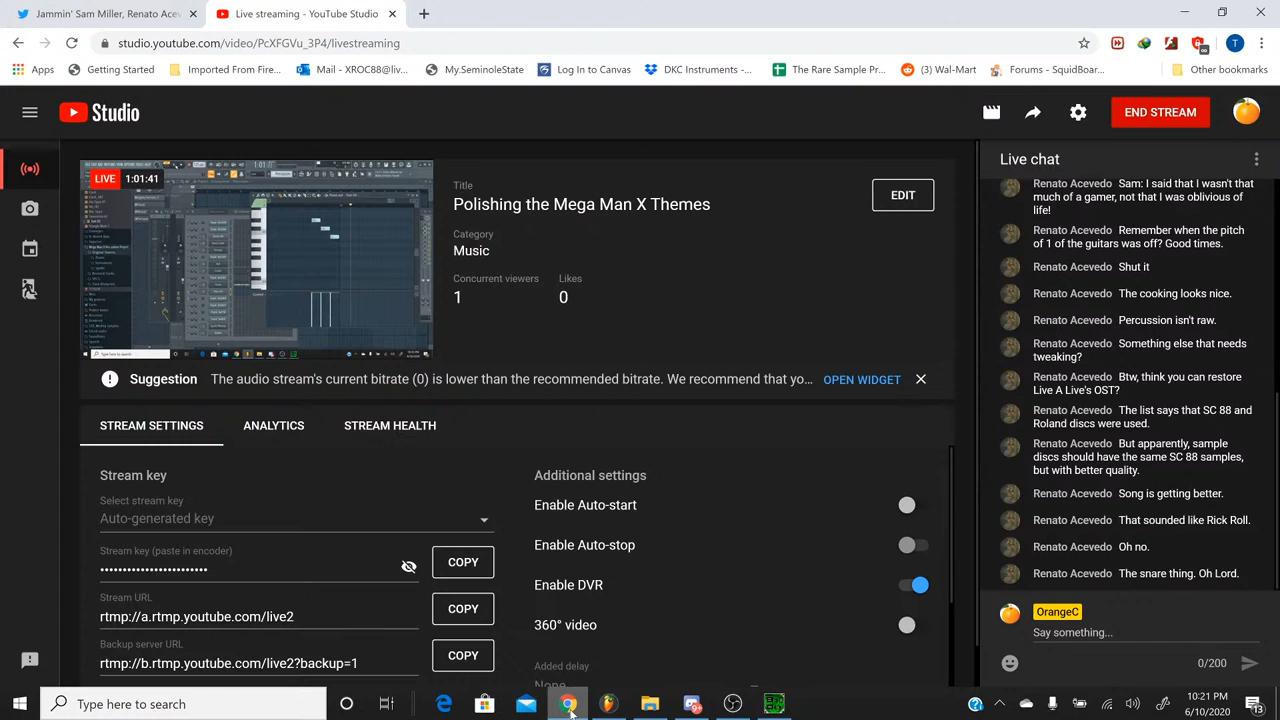 Jammin' Sam Miller, Renato Acev
Live streaming - YouTube Studio
studio.youtube.com/video/PcXFGVu_3P4/livestreaming
Apps
Getting Started
Imported From Fire...
Mail - XROC88@liv...
My.SeminoleState
Log In to Canvas
DKC Instruments -...
The Rare Sample Pr...
(3) Wal-Mart
Forums - SquidBoar...
Other bookmarks
T
Studio
END STREAM
LIVE 1:01:41
Title
Polishing the Mega Man X Themes
EDIT
Category
Music
Concurrent viewers
Likes
1
0
Suggestion
The audio stream's current bitrate (0) is lower than the recommended bitrate. We recommend that yo...
OPEN WIDGET
STREAM SETTINGS
ANALYTICS
STREAM HEALTH
Stream key
Select stream key
Auto-generated key
Stream key (paste in encoder)
••••••••••••••••••••••••
COPY
Stream URL
rtmp://a.rtmp.youtube.com/live2
COPY
Backup server URL
rtmp://b.rtmp.youtube.com/live2?backup=1
COPY
Additional settings
Enable Auto-start
Enable Auto-stop
Enable DVR
360° video
Added delay
None
Live chat
Renato Acevedo Sam: I said that I wasn't that
much of a gamer, not that I was oblivious of
life!
Renato Acevedo Remember when the pitch
of 1 of the guitars was off? Good times.
Renato Acevedo Shut it
Renato Acevedo The cooking looks nice.
Renato Acevedo Percussion isn't raw.
Renato Acevedo Something else that needs
tweaking?
Renato Acevedo Btw, think you can restore
Live A Live's OST?
Renato Acevedo The list says that SC 88 and
Roland discs were used.
Renato Acevedo But apparently, sample
discs should have the same SC 88 samples,
but with better quality.
Renato Acevedo Song is getting better.
Renato Acevedo That sounded like Rick Roll.
Renato Acevedo Oh no.
Renato Acevedo The snare thing. Oh Lord.
OrangeC
Say something...
0/200
Type here to search
10:21 PM
6/10/2020
13